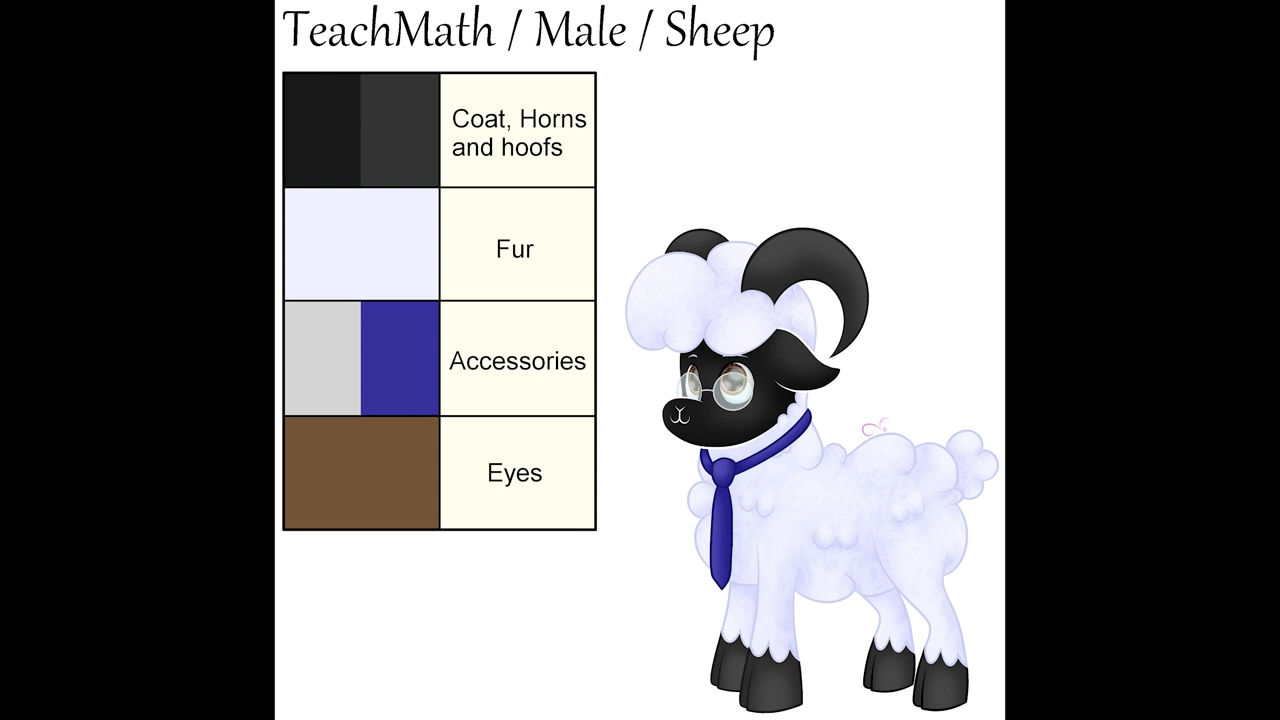 TeachMath / Male / Sheep
Coat, Horns
and hoofs
Fur
Accessories
Eyes